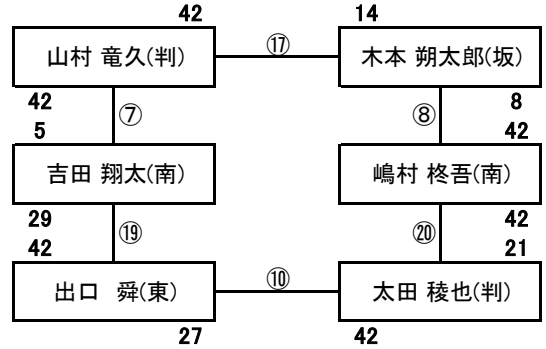 42 14
山村 竜久(判) ⑰ 木本 朔太郎(坂)
42 ⑦ ⑧ 8
5 42
吉田 翔太(南) 嶋村 柊吾(南)
29 ⑲ ⑳ 42
42 21
出口 舜(東) ⑩ 太田 稜也(判)
27 42